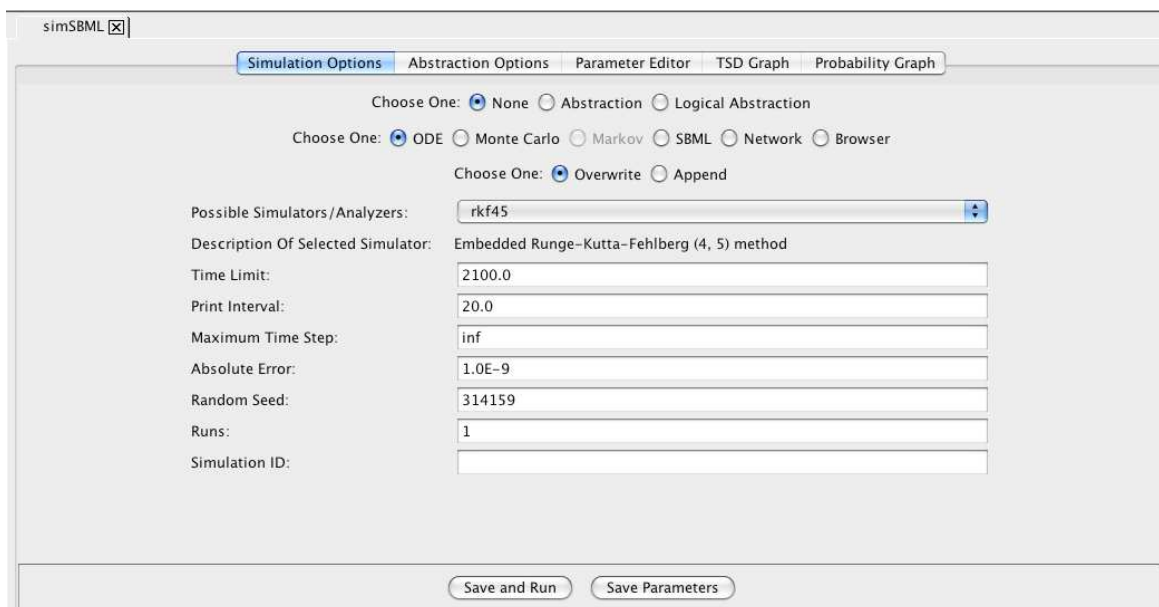 simSBML
Simulation Options Abstraction Options Parameter Editor TSD Graph Probability Graph
Choose One: None Abstraction Logical Abstraction
Choose One: ODE Monte Carlo Markov SBML Network Browser
Choose One: Overwrite Append
Possible Simulators/Analyzers: rkf45
Description Of Selected Simulator: Embedded Runge-Kutta-Fehlberg (4, 5) method
Time Limit: 2100.0
Print Interval: 20.0
Maximum Time Step: inf
Absolute Error: 1.0E-9
Random Seed: 314159
Runs: 1
Simulation ID:
Save and Run Save Parameters